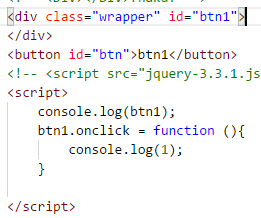 <div class="wrapper" id="btn1">
</div>
<button id="btn">btn1</button>
<!-- <script src="jquery-3.3.1.js
<script>
console.log(btn1);
btn1.onclick = function (){
console.log(1);
}
</script>